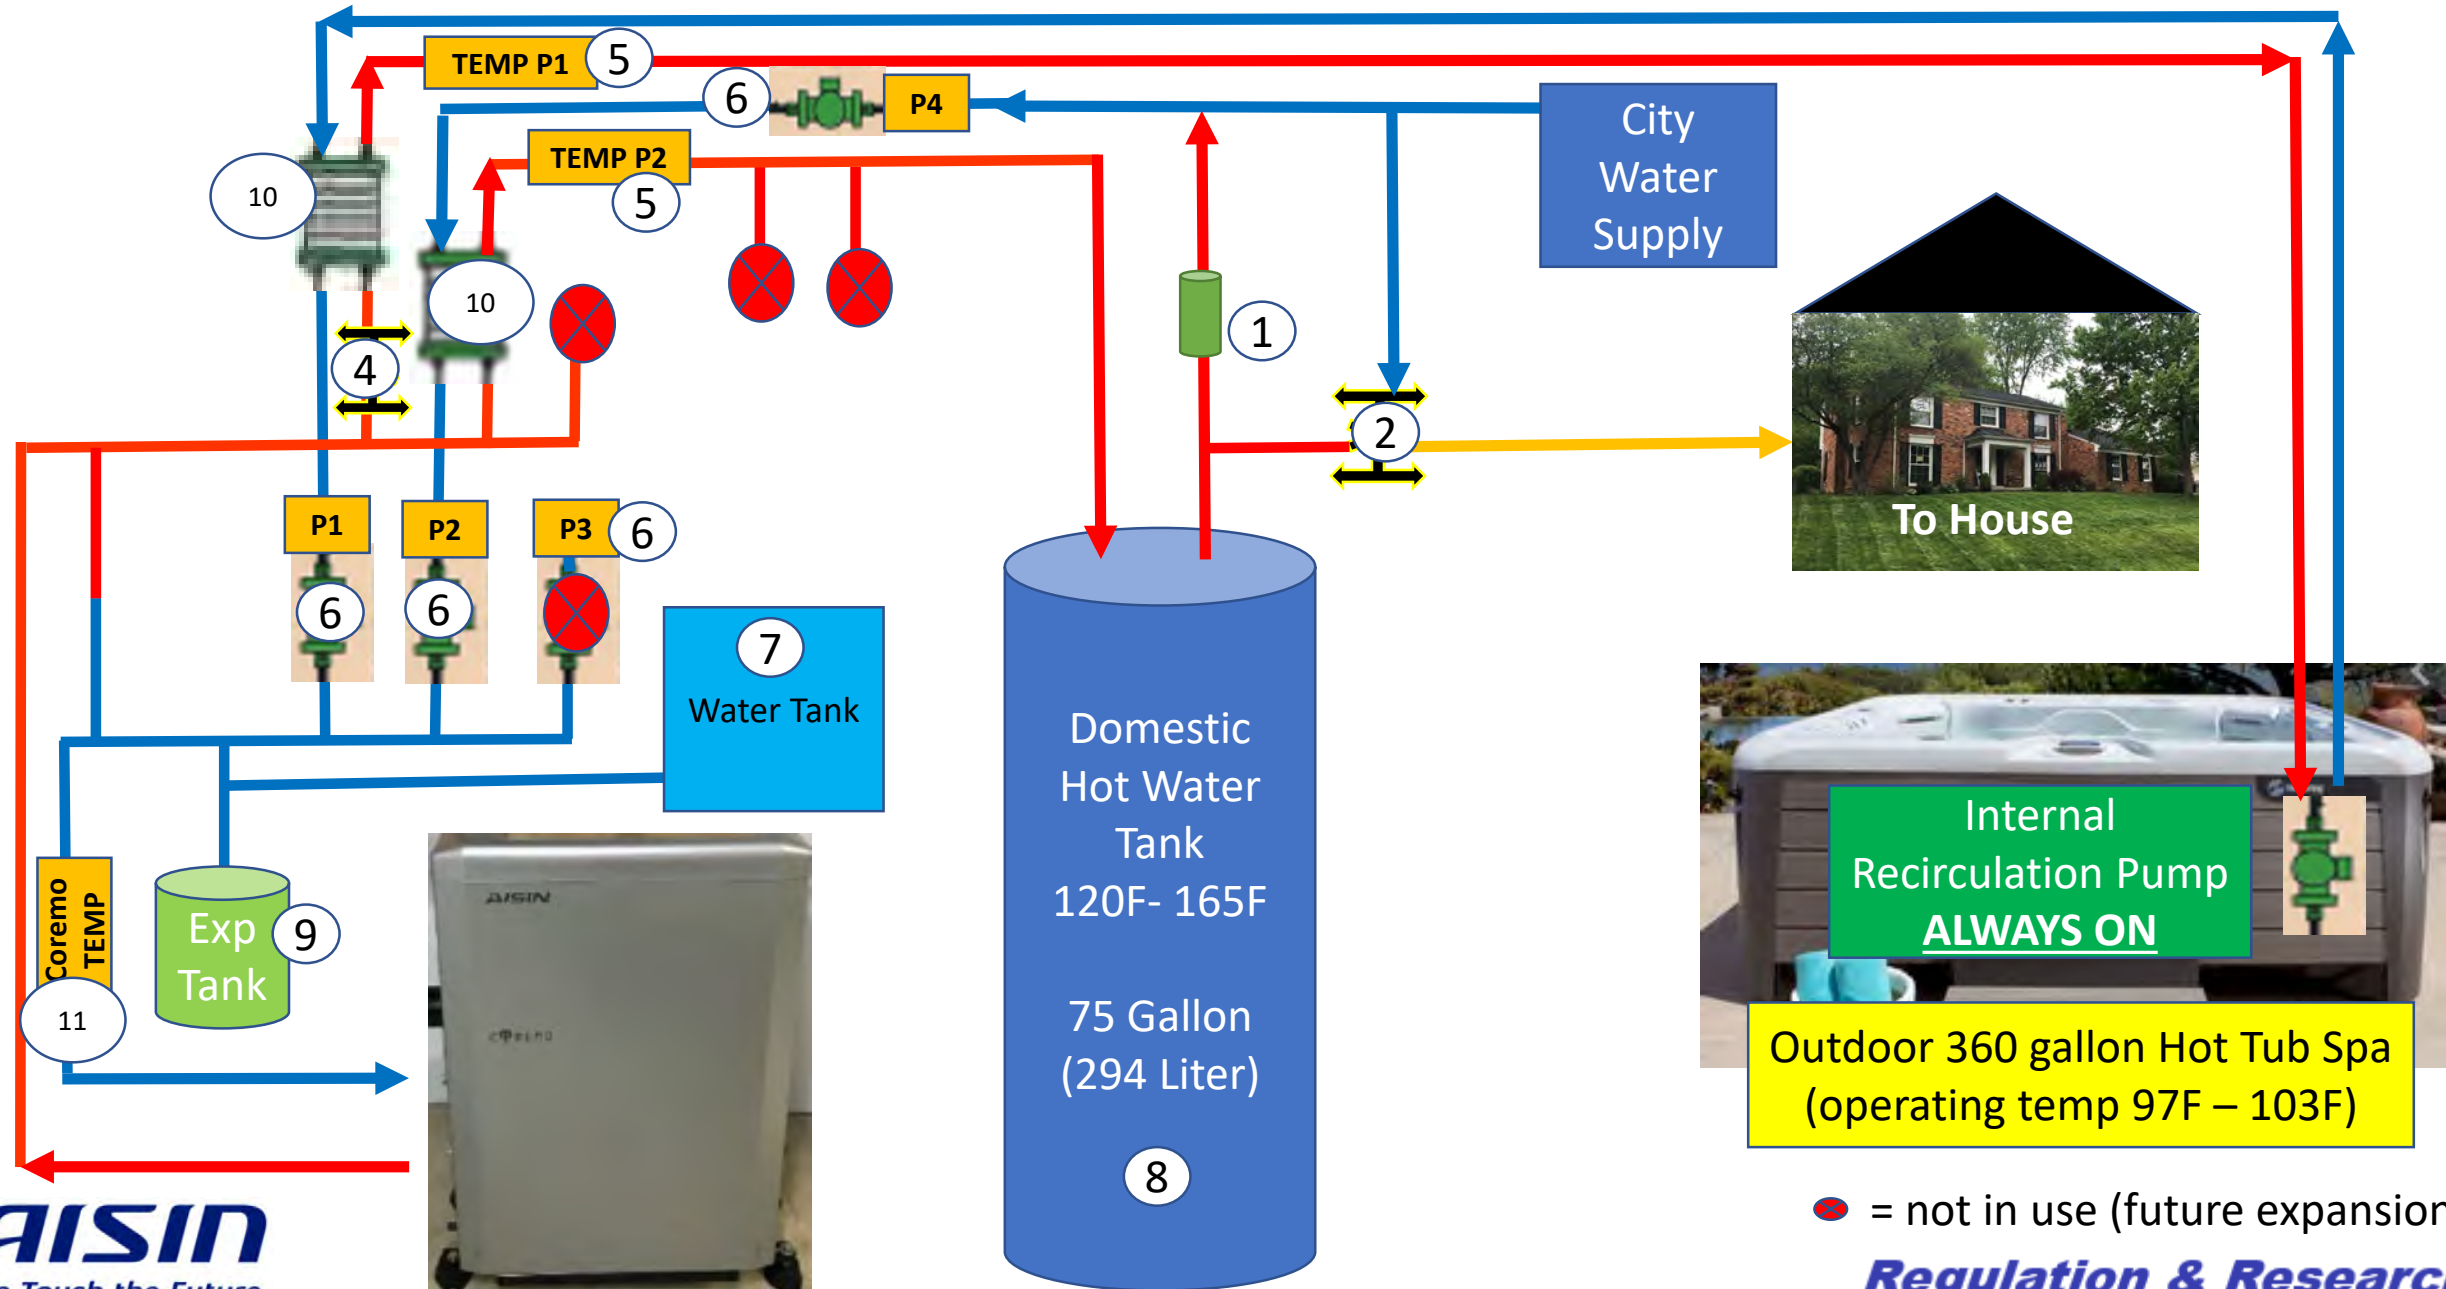 TEMP P1
5
6
P4
City
Water
Supply
TEMP P2
5
10
10
1
4
2
To House
P1
P2
P3
6
6
6
7
Water Tank
Domestic
Hot Water
Tank
120F- 165F
75 Gallon
(294 Liter)
8
Coremo
TEMP
11
Exp
Tank
9
AISIN
Internal
Recirculation Pump
ALWAYS ON
Outdoor 360 gallon Hot Tub Spa
(operating temp 97F – 103F)
= not in use (future expansion
AISIN
Touch the Future
Regulation & Research